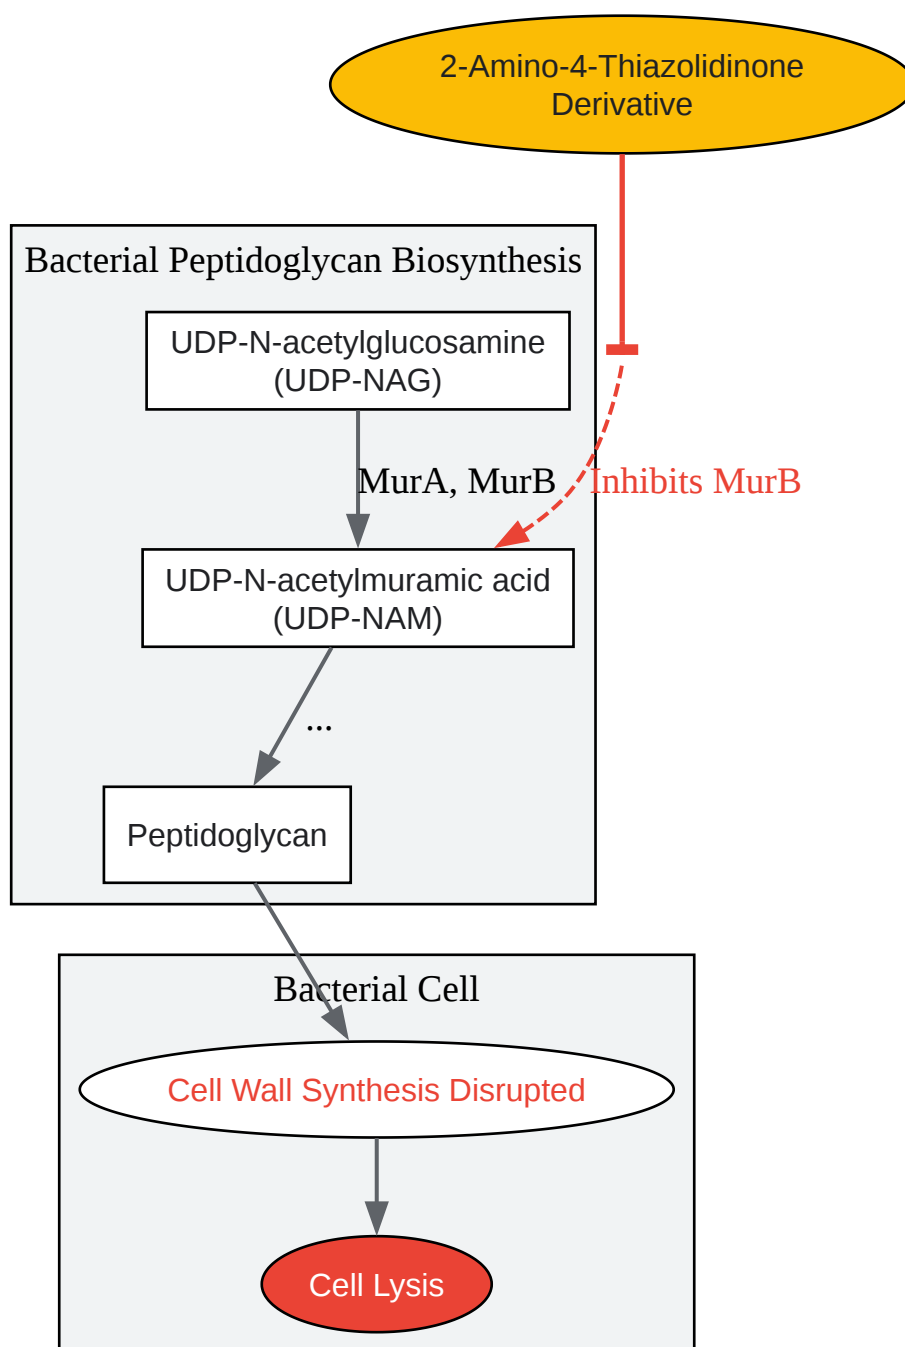 2-Amino-4-Thiazolidinone
Derivative
Bacterial Peptidoglycan Biosynthesis
UDP-N-acetylglucosamine
(UDP-NAG)
MurA, MurB
Inhibits MurB
UDP-N-acetylmuramic acid
(UDP-NAM)
...
Peptidoglycan
Bacterial Cell
Cell Wall Synthesis Disrupted
Cell Lysis